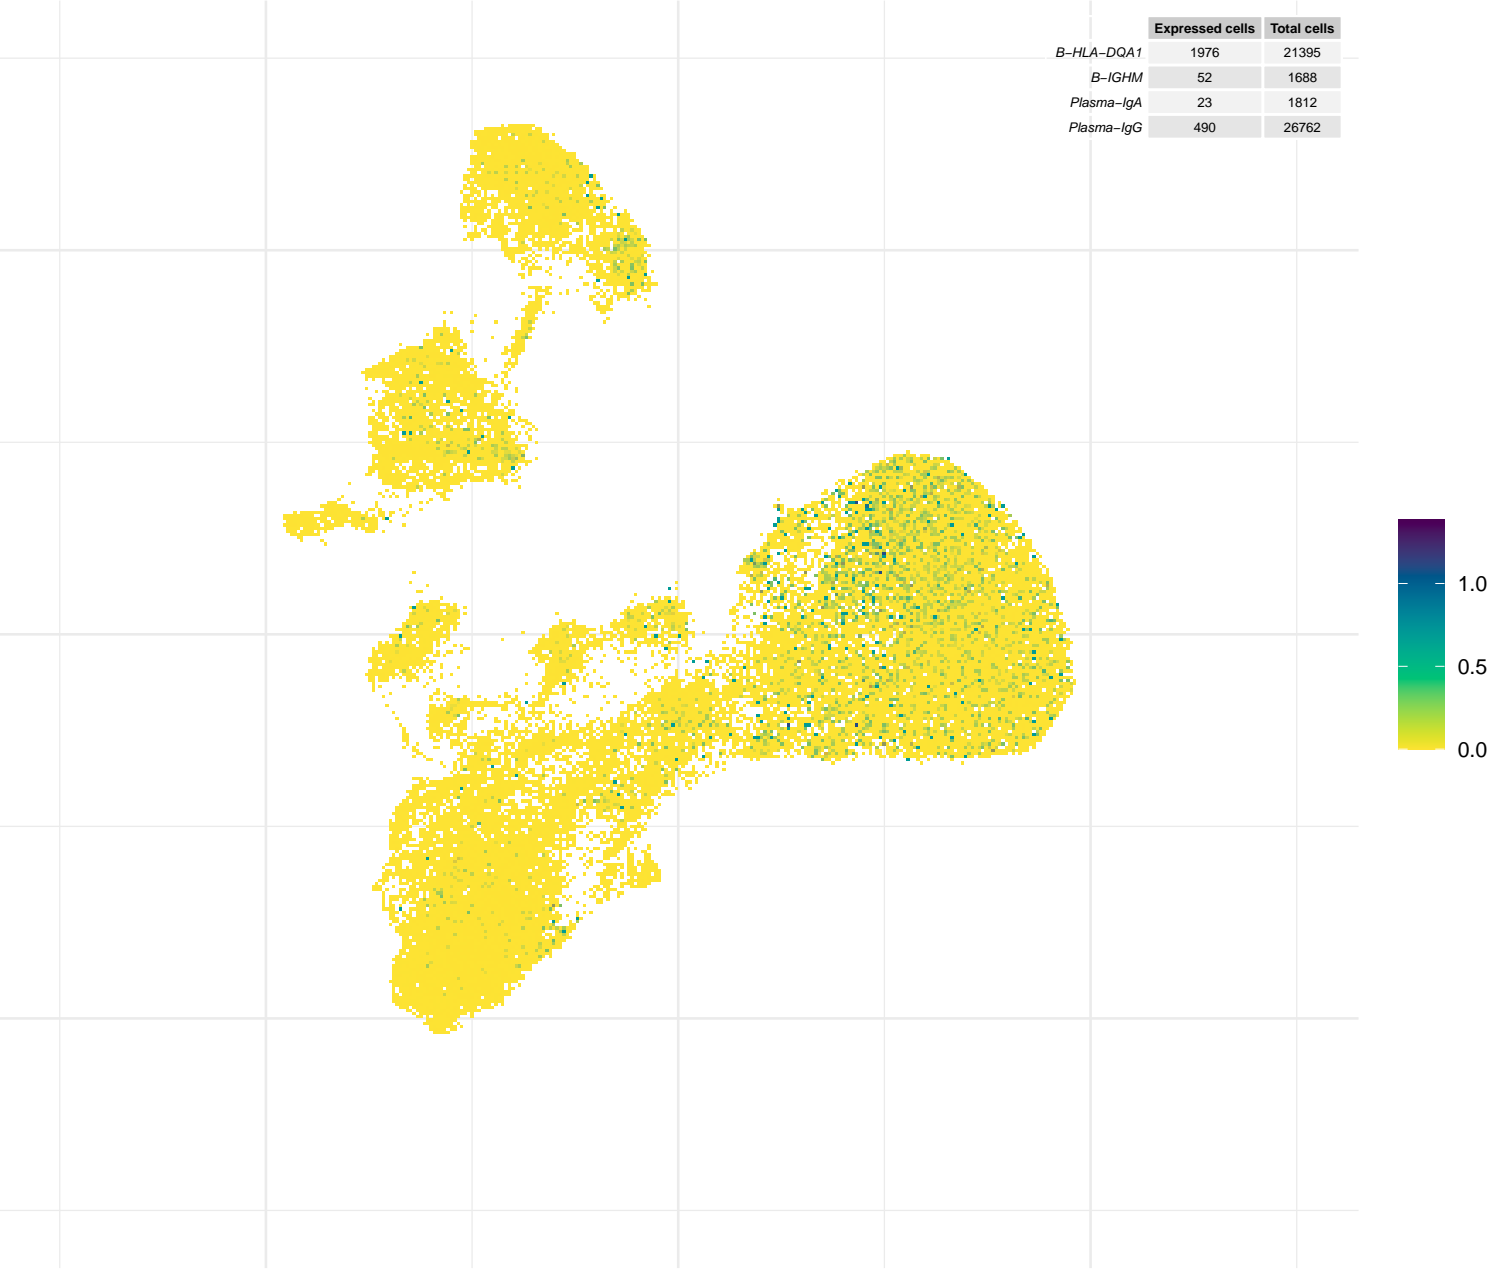 Expressed cells Total cells
B−HLA−DQA1 1976 21395
B−IGHM 52 1688
Plasma−IgA 23 1812
Plasma−IgG 490 26762
1.0
0.5
0.0